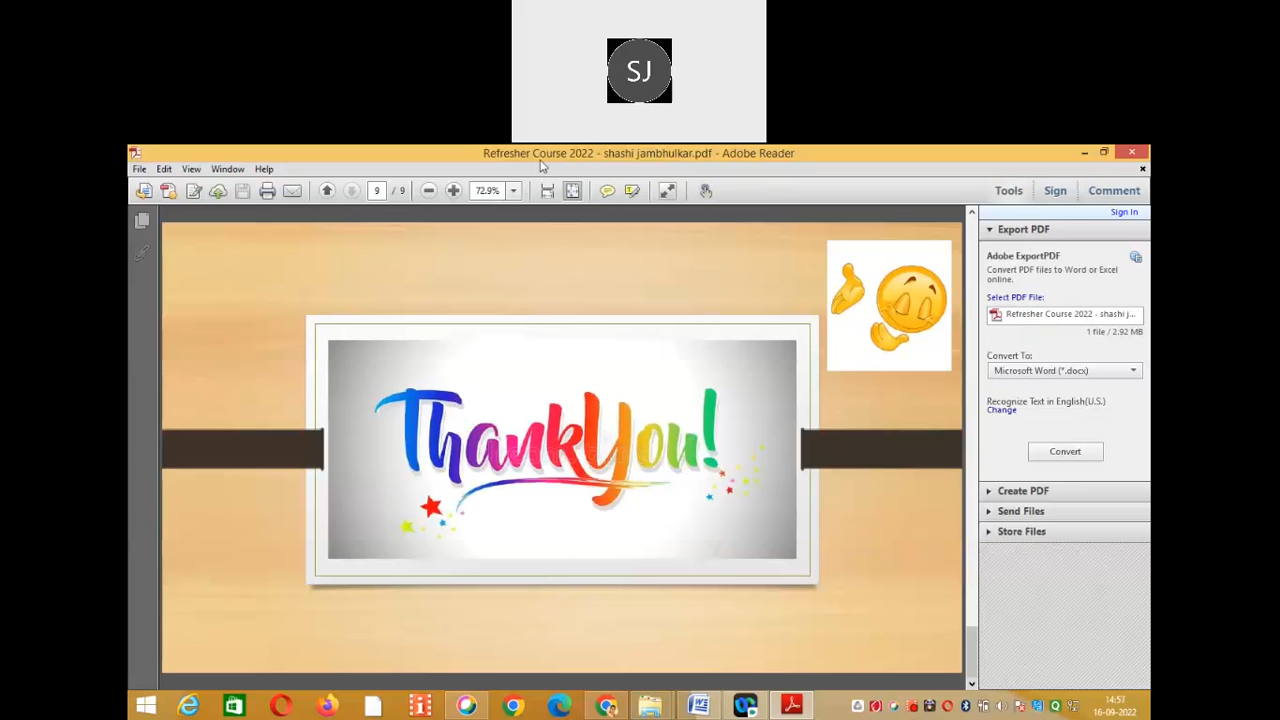 SJ
Refresher Course 2022 - shashi jambhulkar.pdf - Adobe Reader
File Edit View Window Help
9 / 9 72.9% Tools Sign Comment
Sign In
Export PDF
Adobe ExportPDF
Convert PDF files to Word or Excel
online.
Select PDF File:
Refresher Course 2022 - shashi j...
1 file / 2.92 MB
Convert To:
Microsoft Word (*.docx)
Recognize Text in English(U.S.)
Change
Convert
Create PDF
Send Files
Store Files
Thank You!
14:57
16-09-2022